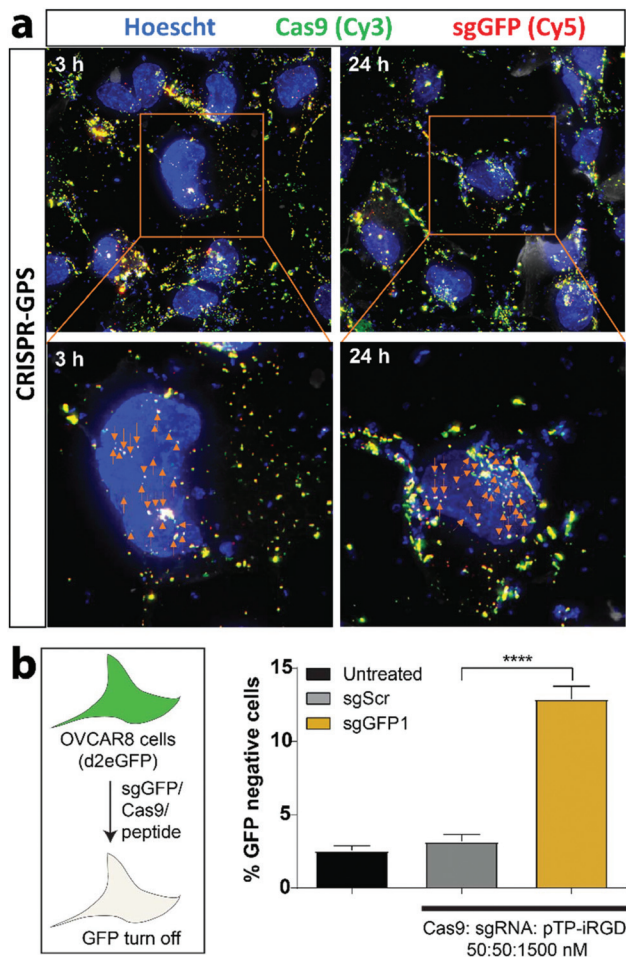 a
Hoescht Cas9 (Cy3) sgGFP (Cy5)
3 h
24 h
CRISPR-GPS
3 h
24 h
b
OVCAR8 cells
(d2eGFP)
sgGFP/
Cas9/
peptide
GFP turn off
% GFP negative cells
15
10
5
0
Untreated
sgScr
sgGFP1
****
Cas9: sgRNA: pTP-iRGD
50:50:1500 nM